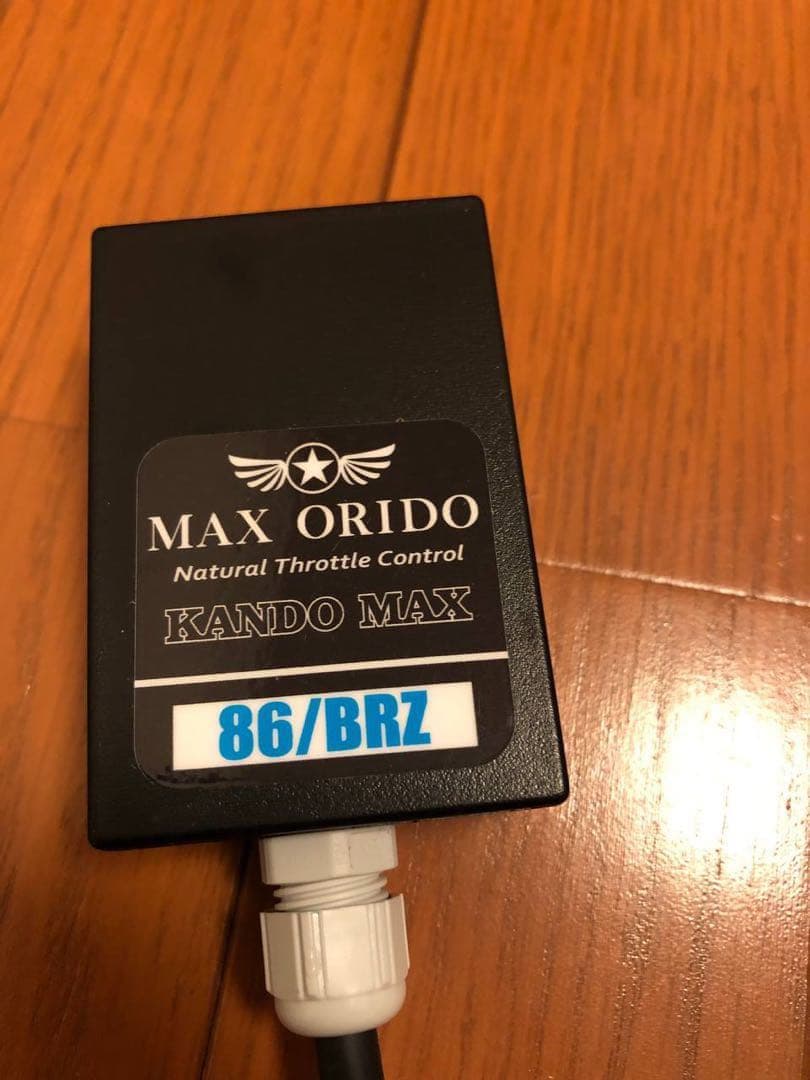 MAX ORIDO
Natural Throttle Control
KANDO MAX
86/BRZ